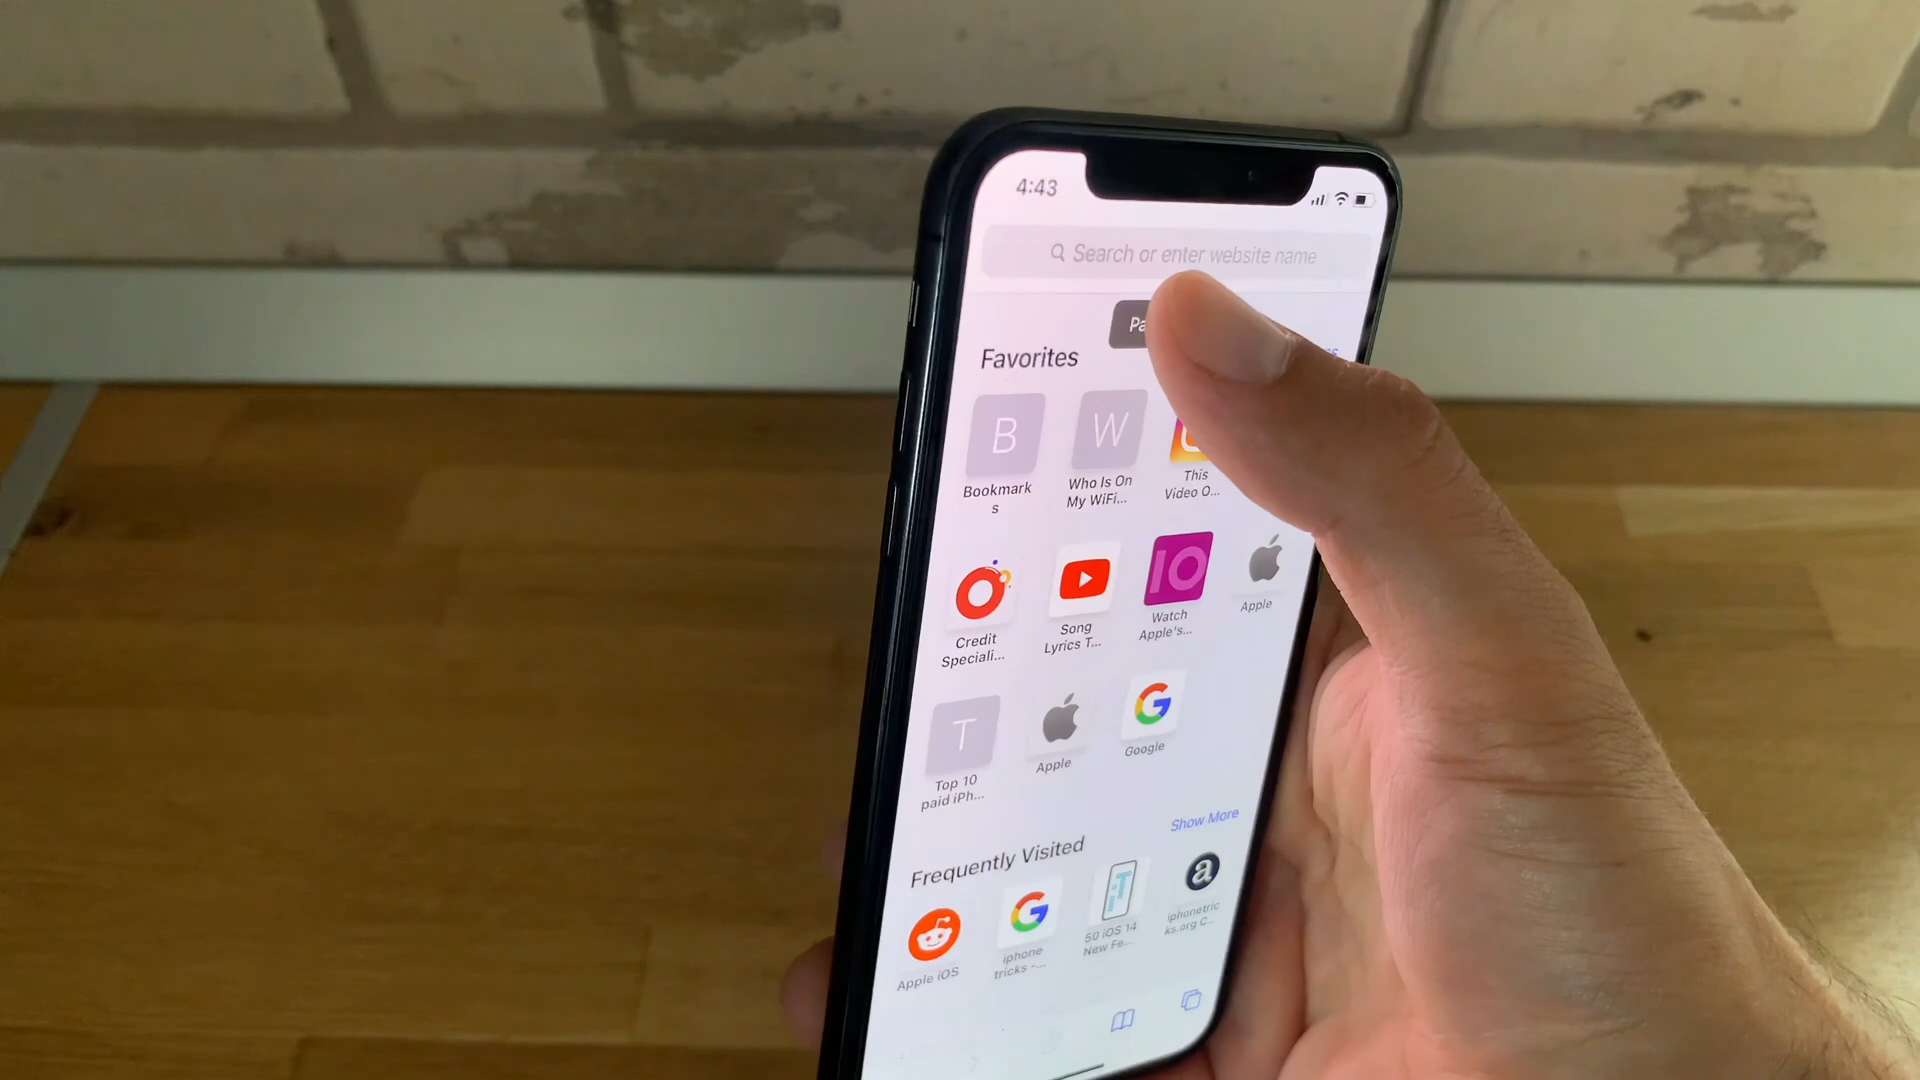 4:43
Search or enter website name
Pa
Favorites
B
W
Bookmark
s
Who Is On
My WiFi...
This
Video O...
IO
Credit
Speciali...
Song
Lyrics T...
Watch
Apple's...
Apple
T
G
Top 10
paid iPh...
Apple
Google
Show More
Frequently Visited
G
a
Apple iOS
iphone
tricks -...
50 iOS 14
New Fe...
iphonetric
ks.org C...